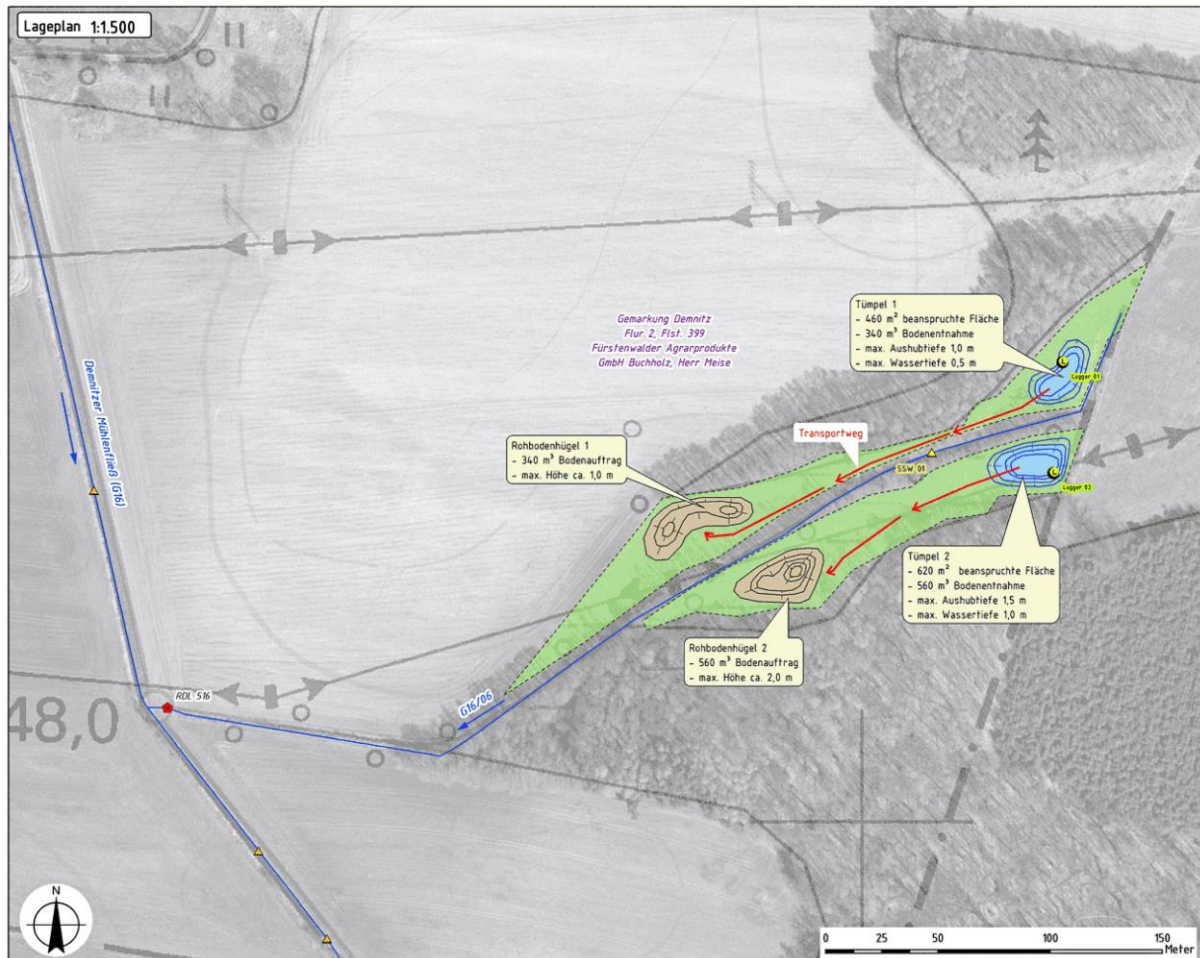 Lageplan 1:1.500
Tümpel 1
- 460 m² beanspruchte Fläche
- 340 m³ Bodenentnahme
- max. Aushubtiefe 1,0 m
- max. Wassertiefe 0,5 m
Gemarkung Demnitz
Flur 2, Flst. 399
Fürstenwalder Agrarprodukte
GmbH Buchholz, Herr Meise
Logger 01
Demnitzer Mühlenfließ (G16)
Transportweg
Rohbodenhügel 1
- 340 m³ Bodenauftrag
- max. Höhe ca. 1,0 m
SSW_01
Logger 02
Tümpel 2
- 620 m² beanspruchte Fläche
- 560 m³ Bodenentnahme
- max. Aushubtiefe 1,5 m
- max. Wassertiefe 1,0 m
Rohbodenhügel 2
- 560 m³ Bodenauftrag
- max. Höhe ca. 2,0 m
RDL 516
G16/06
48,0
N
0 25 50 100 150
Meter